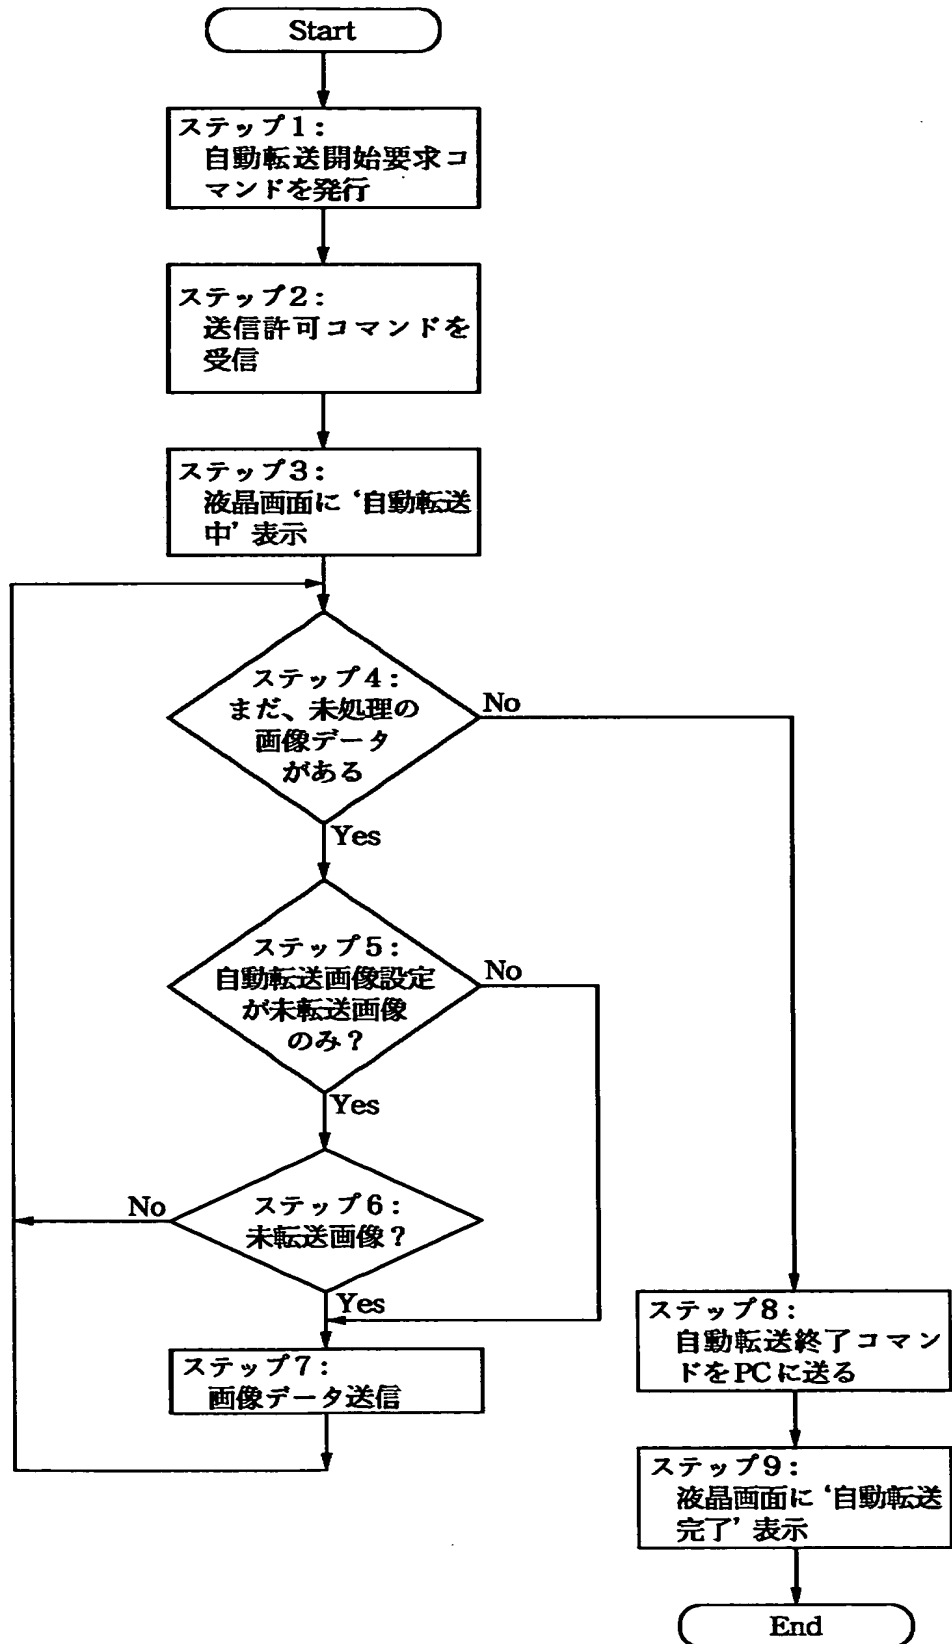 Start
ステップ1:
自動転送開始要求コ
マンドを発行
ステップ2:
送信許可コマンドを
受信
ステップ3:
液晶画面に‘自動転送
中’表示
ステップ4:
まだ、未処理の
画像データ
がある
No
Yes
ステップ5:
自動転送画像設定
が未転送画像
のみ?
No
Yes
ステップ6:
未転送画像?
No
Yes
ステップ7:
画像データ送信
ステップ8:
自動転送終了コマン
ドをPCに送る
ステップ9:
液晶画面に‘自動転送
完了’表示
End